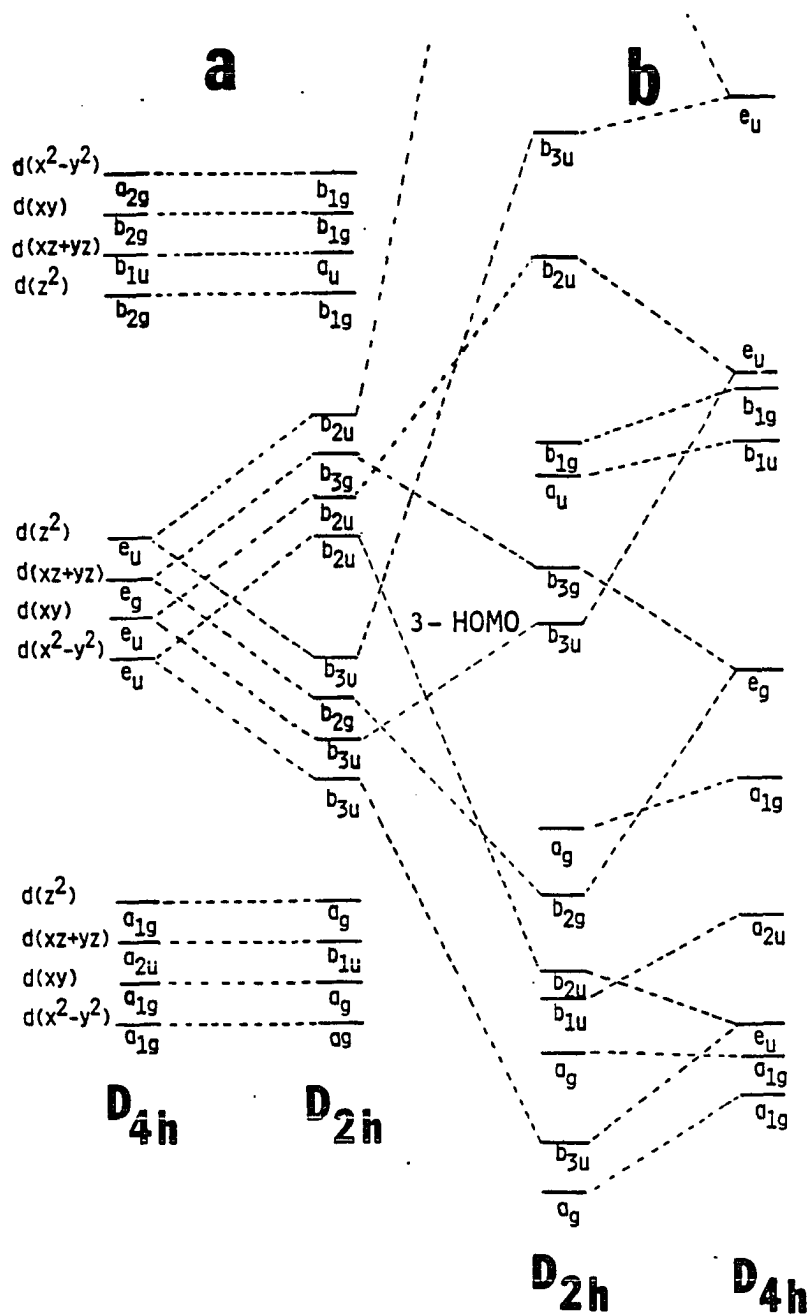 a
b
d(x²-y²)
a2g
b1g
d(xy)
b2g
b1g
d(xz+yz)
b1u
au
d(z²)
b2g
b1g
b2u
b3g
b2u
b2u
d(z²)
eu
d(xz+yz)
eg
d(xy)
eu
d(x²-y²)
eu
b3u
b2g
b3u
b3u
d(z²)
a1g
ag
d(xz+yz)
a2u
b1u
d(xy)
a1g
ag
d(x²-y²)
a1g
ag
D4h
D2h
b3u
eu
b2u
eu
b1g
b1g
au
b1u
b3g
3- HOMO
b3u
eg
ag
a1g
b2g
b2u
b1u
a2u
ag
eu
a1g
b3u
a1g
ag
D2h
D4h